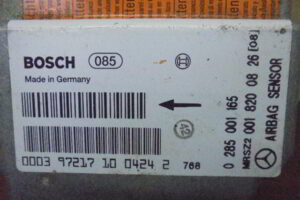 BOSCH 085
Made in Germany
0003 97217 10 0424 2 768
0 285 001 165
MRSZ2 001 820 08 26 [08]
AIRBAG SENSOR